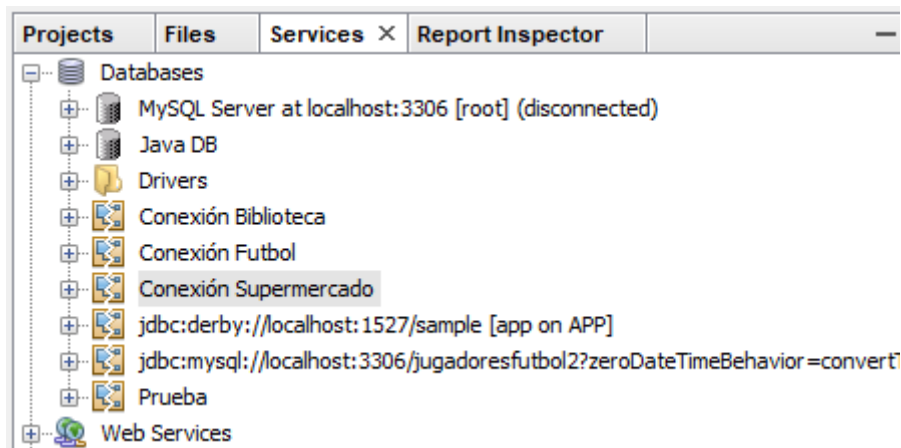 Projects Files Services × Report Inspector
Databases
MySQL Server at localhost:3306 [root] (disconnected)
Java DB
Drivers
Conexión Biblioteca
Conexión Futbol
Conexión Supermercado
jdbc:derby://localhost:1527/sample [app on APP]
jdbc:mysql://localhost:3306/jugadoresfutbol2?zeroDateTimeBehavior=convertT
Prueba
Web Services